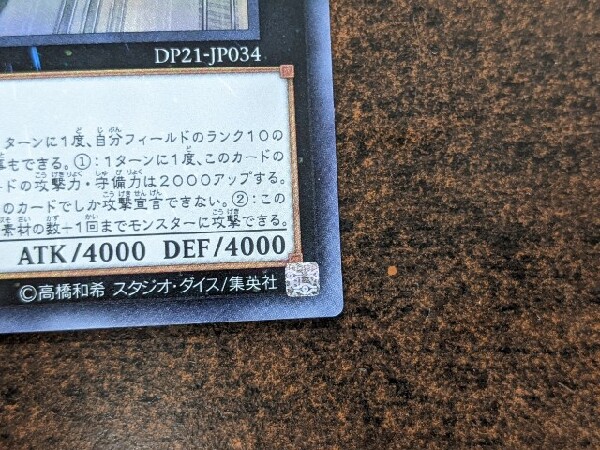 DP21-JP034
ターンに1度、自分フィールドのランク10の
もできる。①:1ターンに1度、このカードの
ドの攻撃力・守備力は2000アップする。
のカードでしか攻撃宣言できない。②:この
素材の数+1回までモンスターに攻撃できる。
ATK/4000 DEF/4000
©高橋和希 スタジオ・ダイス/集英社